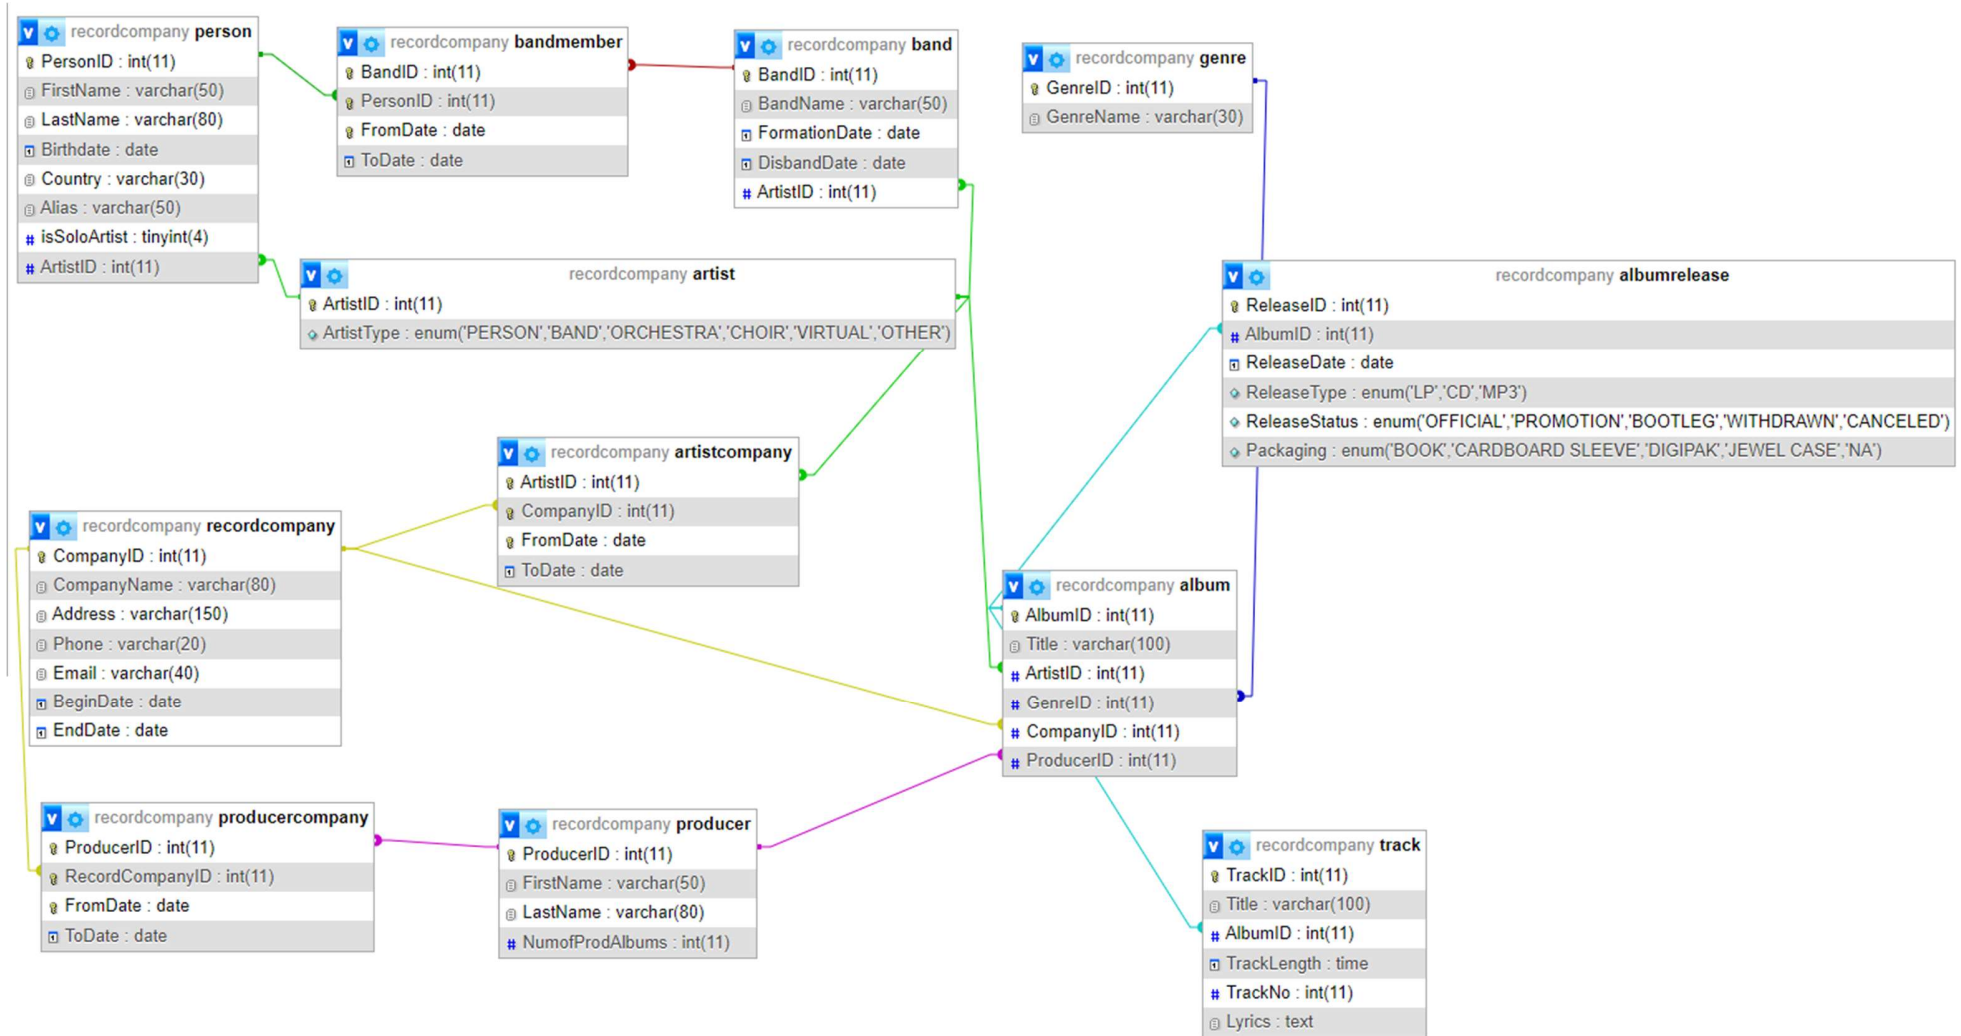 recordcompany person
PersonID : int(11)
FirstName : varchar(50)
LastName : varchar(80)
Birthdate : date
Country : varchar(30)
Alias : varchar(50)
# isSoloArtist : tinyint(4)
# ArtistID : int(11)
recordcompany bandmember
BandID : int(11)
PersonID : int(11)
FromDate : date
ToDate : date
recordcompany band
BandID : int(11)
BandName : varchar(50)
FormationDate : date
DisbandDate : date
# ArtistID : int(11)
recordcompany genre
GenreID : int(11)
GenreName : varchar(30)
recordcompany artist
ArtistID : int(11)
ArtistType : enum('PERSON','BAND','ORCHESTRA','CHOIR','VIRTUAL','OTHER')
recordcompany albumrelease
ReleaseID : int(11)
# AlbumID : int(11)
ReleaseDate : date
ReleaseType : enum('LP','CD','MP3')
ReleaseStatus : enum('OFFICIAL','PROMOTION','BOOTLEG','WITHDRAWN','CANCELED')
Packaging : enum('BOOK','CARDBOARD SLEEVE','DIGIPAK','JEWEL CASE','NA')
recordcompany artistcompany
ArtistID : int(11)
CompanyID : int(11)
FromDate : date
ToDate : date
recordcompany recordcompany
CompanyID : int(11)
CompanyName : varchar(80)
Address : varchar(150)
Phone : varchar(20)
Email : varchar(40)
BeginDate : date
EndDate : date
recordcompany album
AlbumID : int(11)
Title : varchar(100)
# ArtistID : int(11)
# GenreID : int(11)
# CompanyID : int(11)
# ProducerID : int(11)
recordcompany producercompany
ProducerID : int(11)
RecordCompanyID : int(11)
FromDate : date
ToDate : date
recordcompany producer
ProducerID : int(11)
FirstName : varchar(50)
LastName : varchar(80)
# NumofProdAlbums : int(11)
recordcompany track
TrackID : int(11)
Title : varchar(100)
# AlbumID : int(11)
TrackLength : time
# TrackNo : int(11)
Lyrics : text